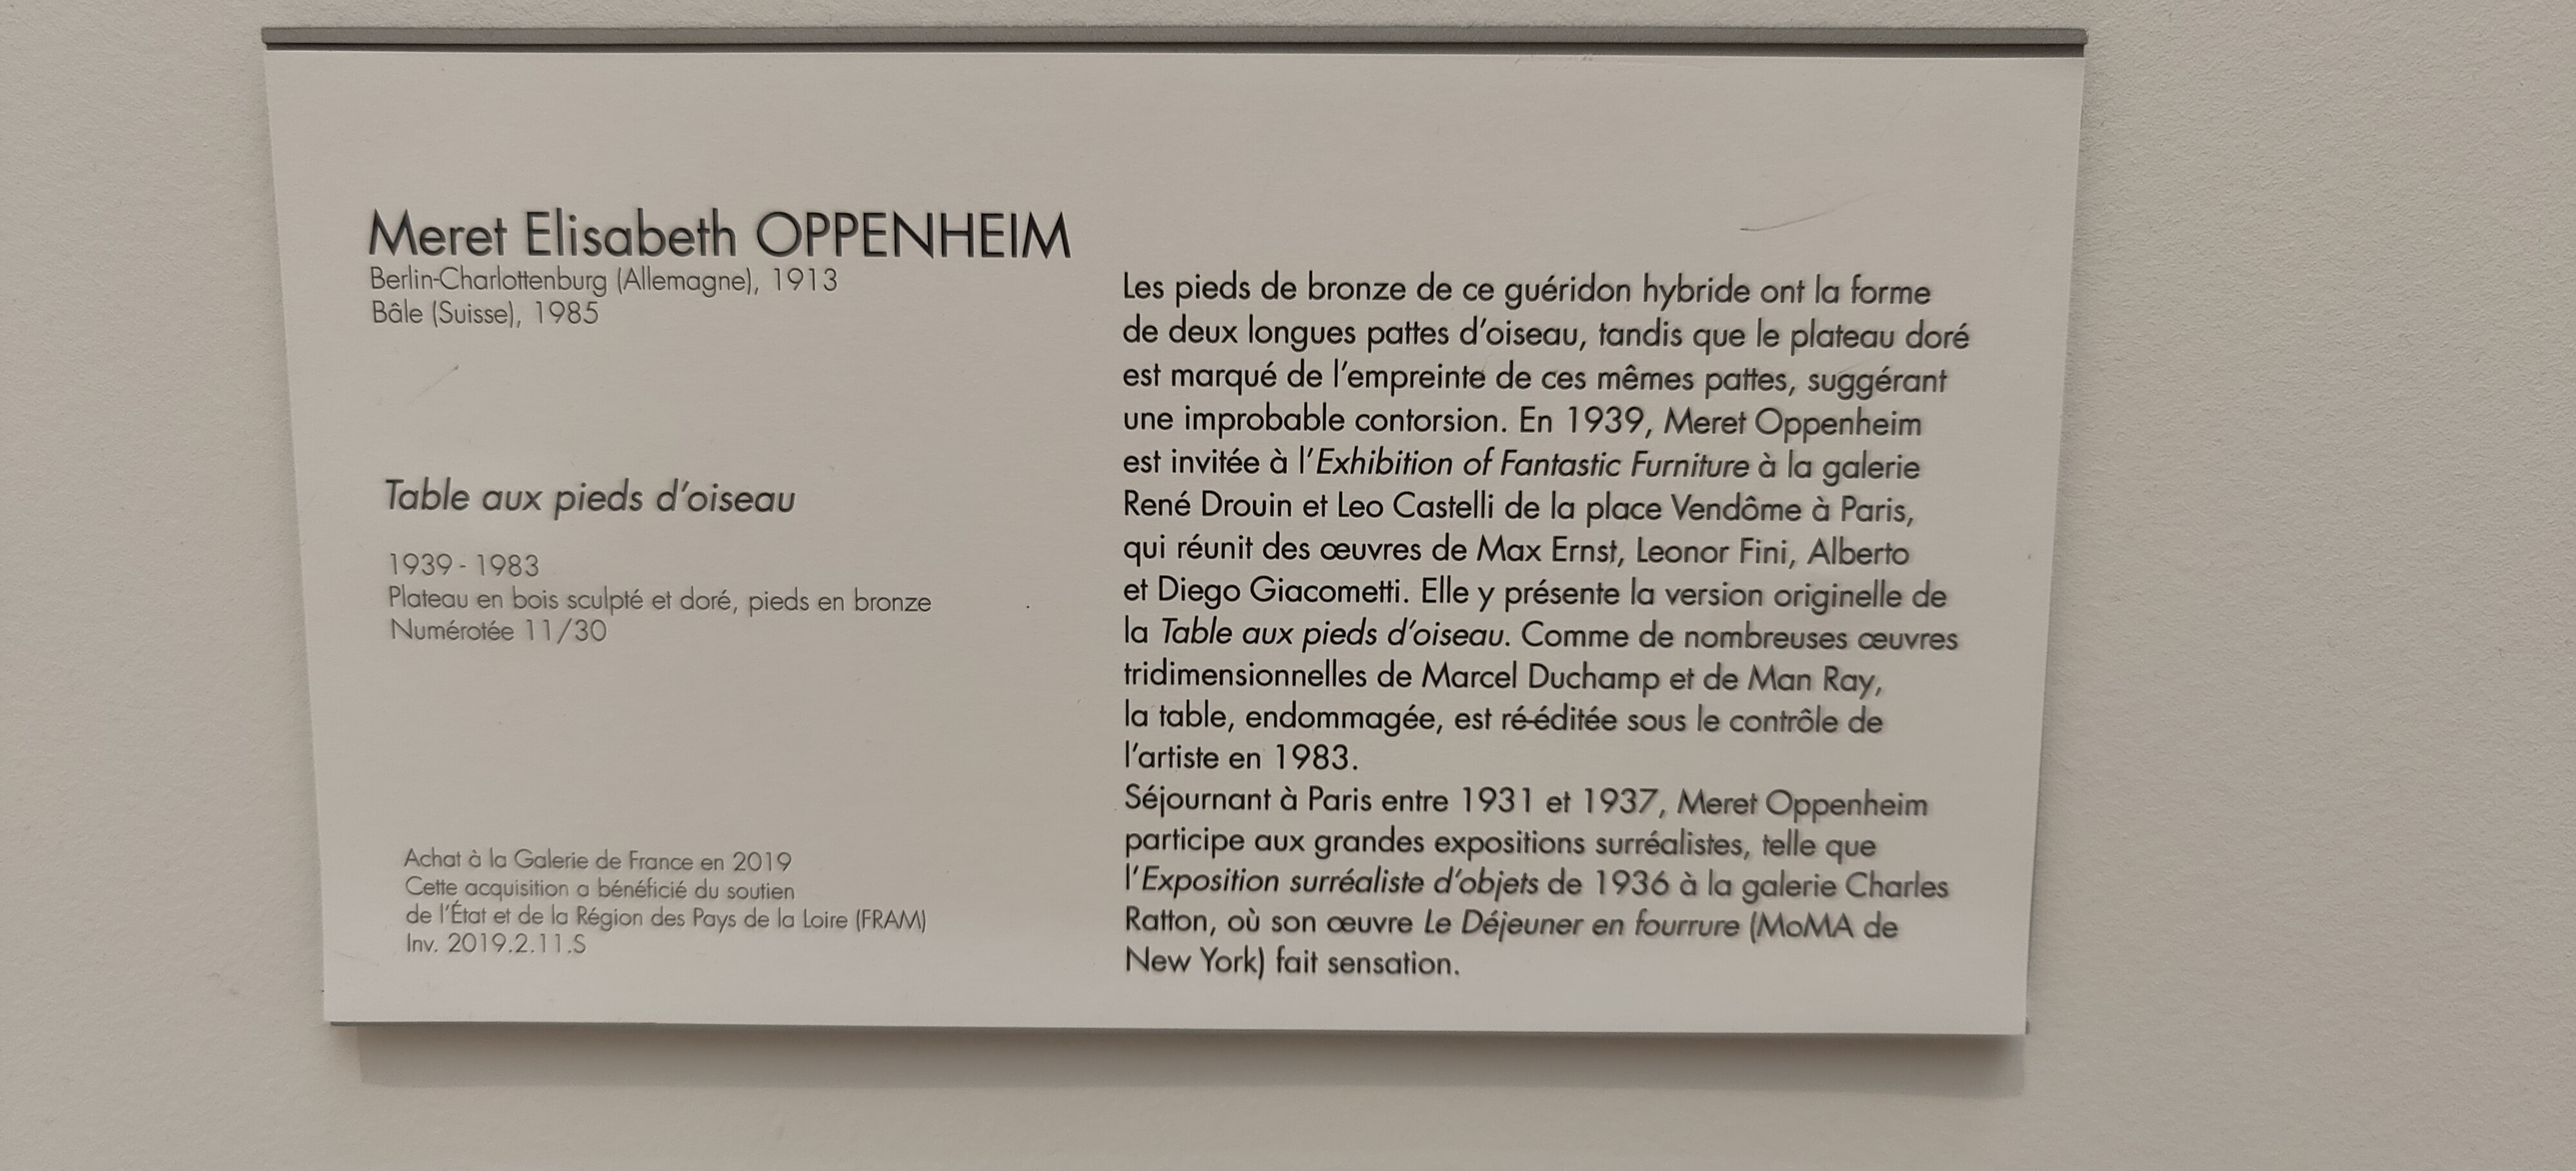 Meret Elisabeth OPPENHEIM
Berlin-Charlottenburg (Allemagne), 1913
Bâle (Suisse), 1985
Table aux pieds d'oiseau
1939 - 1983
Plateau en bois sculpté et doré, pieds en bronze
Numérotée 11/30
Achat à la Galerie de France en 2019
Cette acquisition a bénéficié du soutien
de l'État et de la Région des Pays de la Loire (FRAM)
Inv. 2019.2.11.S
Les pieds de bronze de ce guéridon hybride ont la forme
de deux longues pattes d'oiseau, tandis que le plateau doré
est marqué de l'empreinte de ces mêmes pattes, suggérant
une improbable contorsion. En 1939, Meret Oppenheim
est invitée à l'Exhibition of Fantastic Furniture à la galerie
René Drouin et Leo Castelli de la place Vendôme à Paris,
qui réunit des œuvres de Max Ernst, Leonor Fini, Alberto
et Diego Giacometti. Elle y présente la version originelle de
la Table aux pieds d'oiseau. Comme de nombreuses œuvres
tridimensionnelles de Marcel Duchamp et de Man Ray,
la table, endommagée, est ré-éditée sous le contrôle de
l'artiste en 1983.
Séjournant à Paris entre 1931 et 1937, Meret Oppenheim
participe aux grandes expositions surréalistes, telle que
l'Exposition surréaliste d'objets de 1936 à la galerie Charles
Ratton, où son œuvre Le Déjeuner en fourrure (MoMA de
New York) fait sensation.